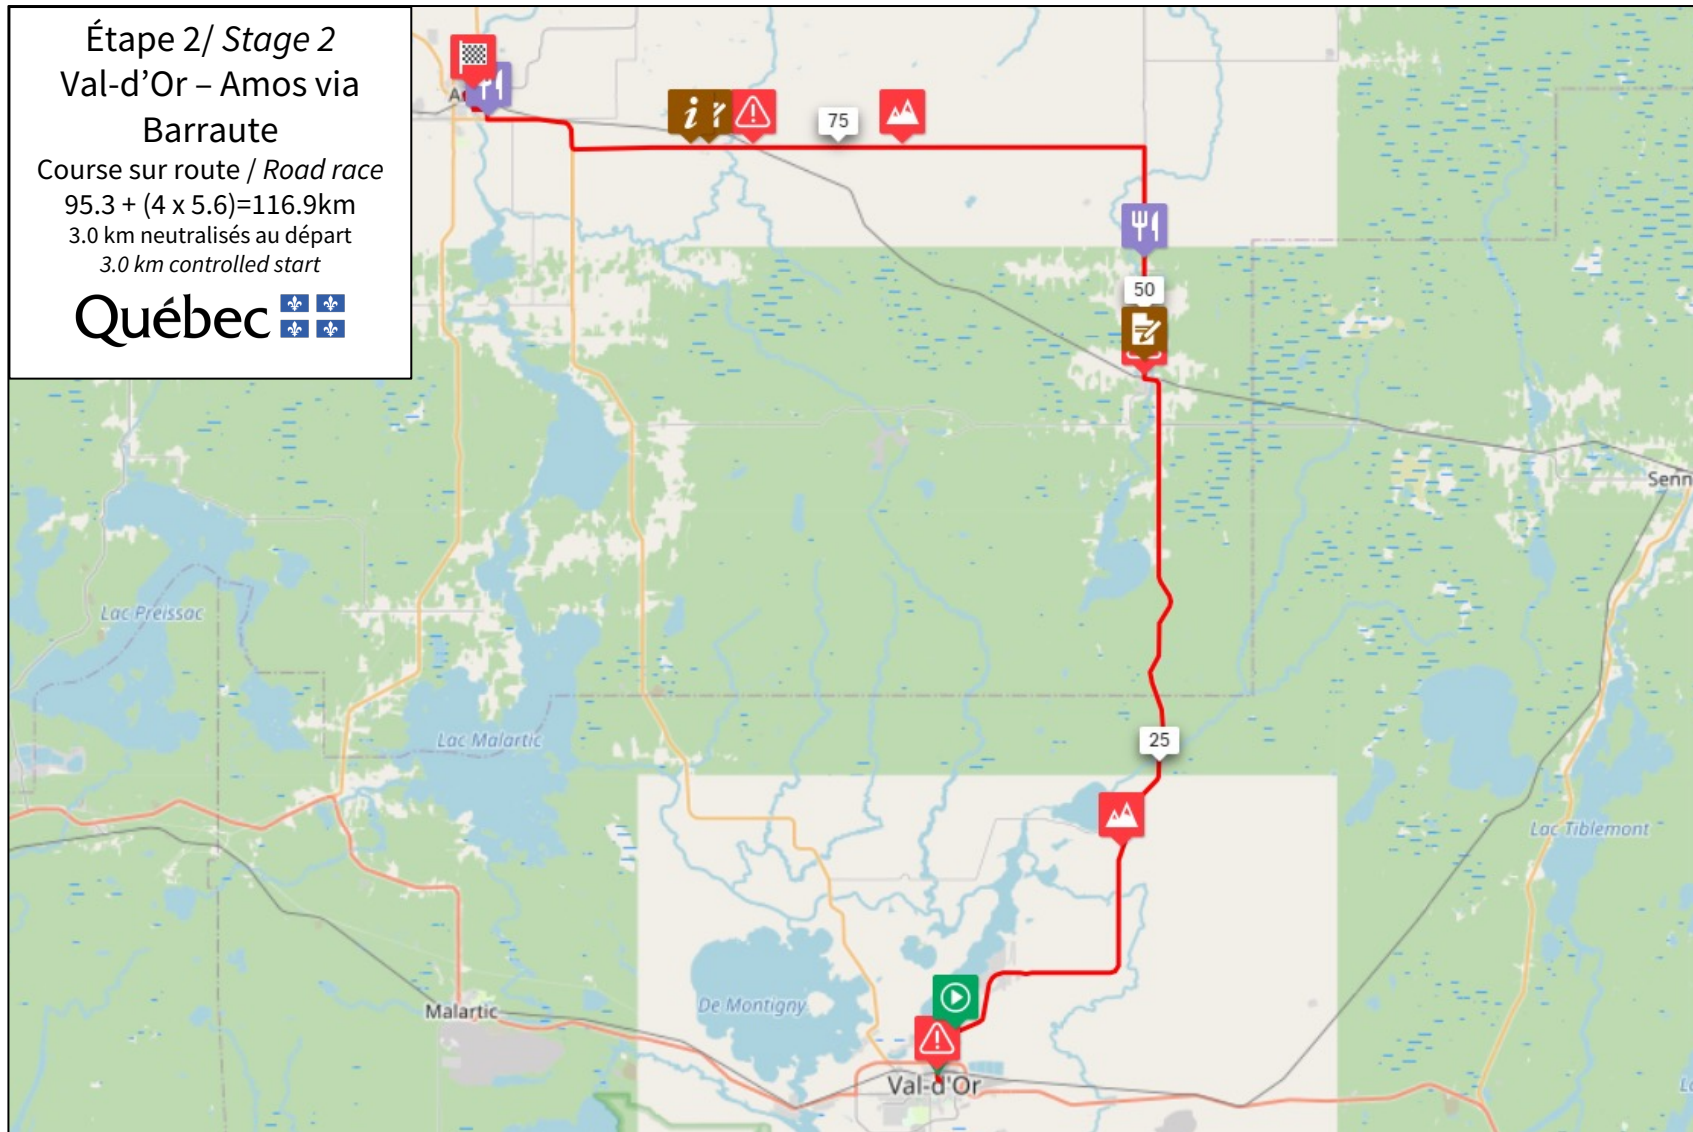 Étape 2/ Stage 2
Val-d'Or – Amos via
Barraute
Course sur route / Road race
95.3 + (4 x 5.6)=116.9km
3.0 km neutralisés au départ
3.0 km controlled start
Québec
75
50
Senn
Lac Preissac
Lac Malartic
25
Lac Tiblemont
De Montigny
Malartic
Val-d'Or